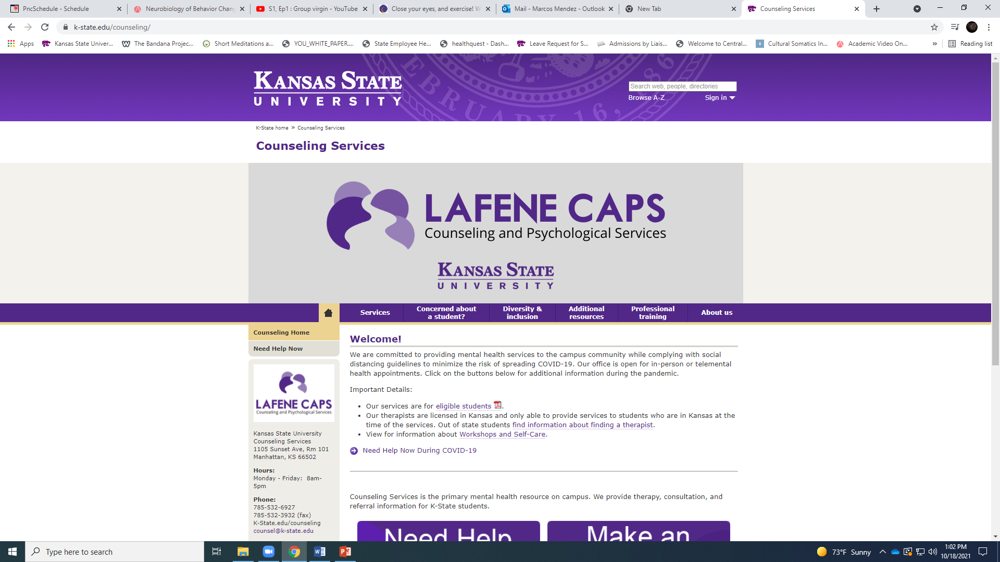 PncSchedule - Schedule
Neurobiology of Behavior Chang
S1, Ep1 : Group virgin - YouTube
Close your eyes, and exercise! W
Mail - Marcos Mendez - Outlook
New Tab
Counseling Services
k-state.edu/counseling/
Apps
Kansas State Univer...
The Bandana Projec...
Short Meditations a...
YOU_WHITE_PAPER....
State Employee He...
healthquest - Dash...
Leave Request for S...
Admissions by Liais...
Welcome to Central...
Cultural Somatics In...
Academic Video On...
»
Reading list
KANSAS STATE
UNIVERSITY
EBRUARY 16, 186
Search web, people, directories
Browse A-Z
Sign in
K-State home » Counseling Services
Counseling Services
LAFENE CAPS
Counseling and Psychological Services
KANSAS STATE
UNIVERSITY
Services
Concerned about
a student?
Diversity &
inclusion
Additional
resources
Professional
training
About us
Counseling Home
Need Help Now
LAFENE CAPS
Counseling and Psychological Services
Kansas State University
Counseling Services
1105 Sunset Ave, Rm 101
Manhattan, KS 66502
Hours:
Monday - Friday: 8am-
5pm
Phone:
785-532-6927
785-532-3932 (fax)
K-State.edu/counseling
counsel@k-state.edu
Welcome!
We are committed to providing mental health services to the campus community while complying with social
distancing guidelines to minimize the risk of spreading COVID-19. Our office is open for in-person or telemental
health appointments. Click on the buttons below for additional information during the pandemic.
Important Details:
• Our services are for eligible students .
• Our therapists are licensed in Kansas and only able to provide services to students who are in Kansas at the
time of the services. Out of state students find information about finding a therapist.
• View for information about Workshops and Self-Care.
Need Help Now During COVID-19
Counseling Services is the primary mental health resource on campus. We provide therapy, consultation, and
referral information for K-State students.
Need Help
Make an
Type here to search
73°F Sunny
1:02 PM
10/18/2021